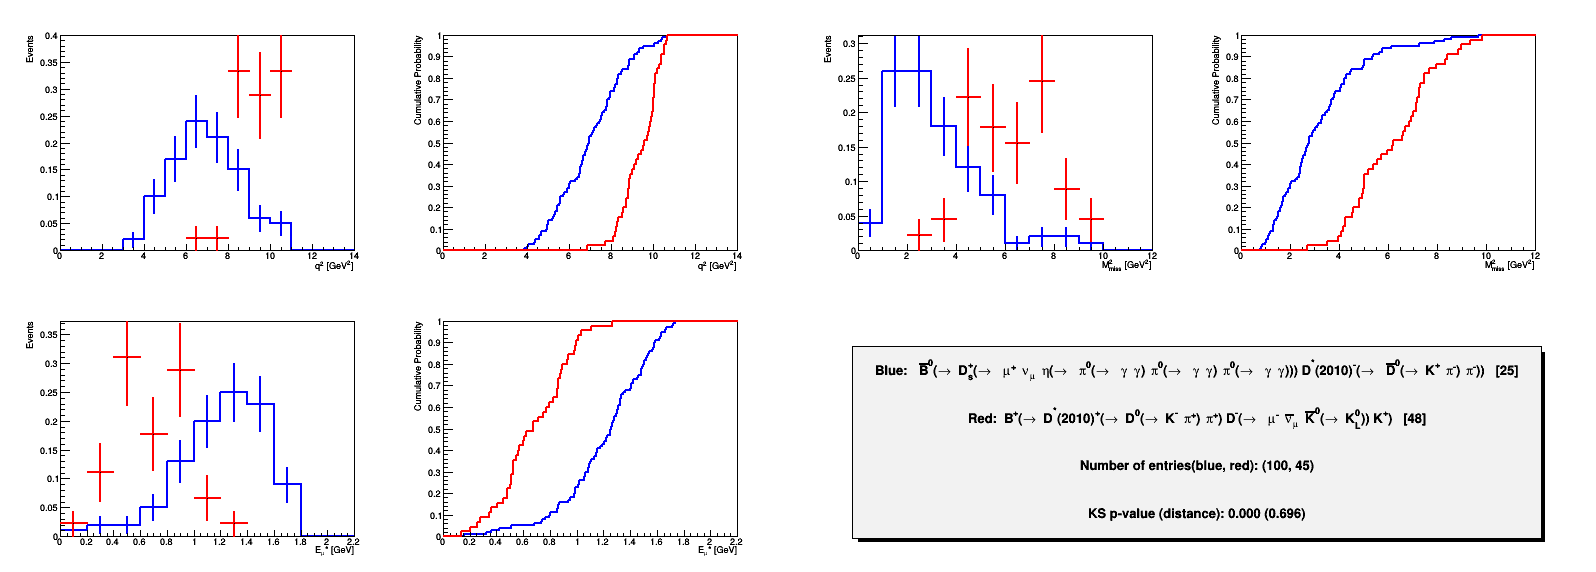 Events
0.4
0.35
0.3
0.25
0.2
0.15
0.1
0.05
0
0 2 4 6 8 10 12 14
q² [GeV²]
Cumulative Probability
1
0.9
0.8
0.7
0.6
0.5
0.4
0.3
0.2
0.1
0
0 2 4 6 8 10 12 14
q² [GeV²]
Events
0.3
0.25
0.2
0.15
0.1
0.05
0
0 2 4 6 8 10 12
M²miss [GeV²]
Cumulative Probability
1
0.9
0.8
0.7
0.6
0.5
0.4
0.3
0.2
0.1
0
0 2 4 6 8 10 12
M²miss [GeV²]
Events
0.35
0.3
0.25
0.2
0.15
0.1
0.05
0
0 0.2 0.4 0.6 0.8 1 1.2 1.4 1.6 1.8 2 2.2
Eμ* [GeV]
Cumulative Probability
1
0.9
0.8
0.7
0.6
0.5
0.4
0.3
0.2
0.1
0
0 0.2 0.4 0.6 0.8 1 1.2 1.4 1.6 1.8 2 2.2
Eμ* [GeV]
Blue: B̅⁰(→ Dₛ⁺(→ μ⁺ νμ η(→ π⁰(→ γ γ) π⁰(→ γ γ) π⁰(→ γ γ))) D*(2010)⁻(→ D̅⁰(→ K⁺ π⁻) π⁻)) [25]
Red: B⁺(→ D*(2010)⁺(→ D⁰(→ K⁻ π⁺) π⁺) D⁻(→ μ⁻ ν̅μ K̅⁰(→ K⁰L)) K⁺) [48]
Number of entries(blue, red): (100, 45)
KS p-value (distance): 0.000 (0.696)